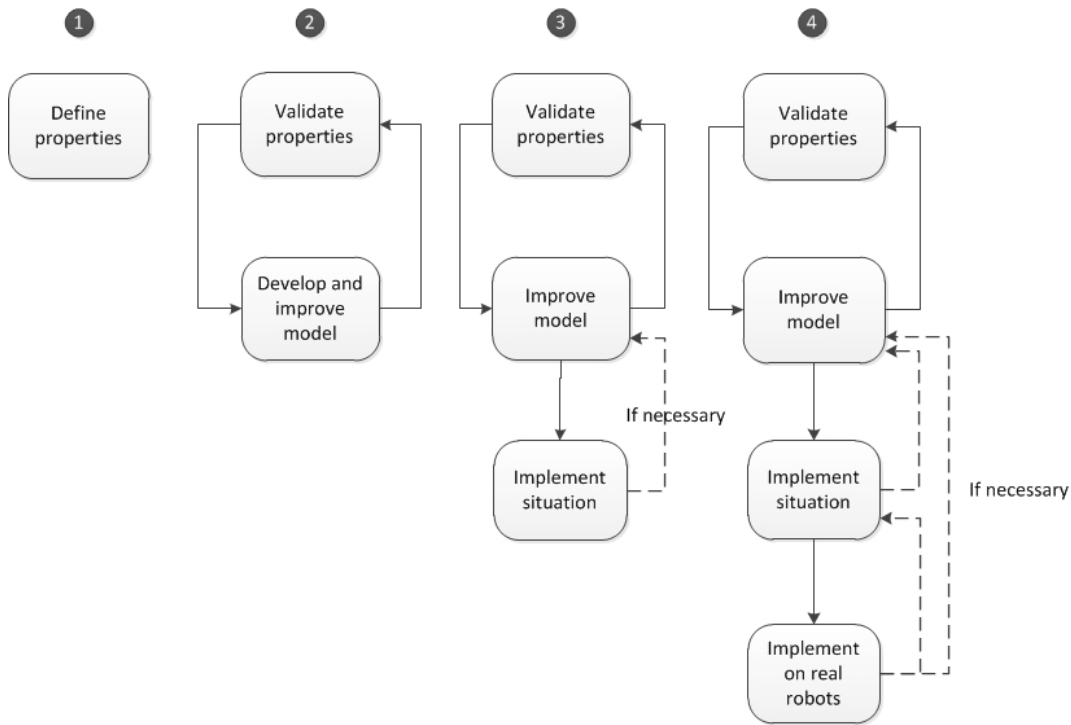 1
2
3
4
Define
properties
Validate
properties
Validate
properties
Validate
properties
Develop and
improve
model
Improve
model
Improve
model
If necessary
Implement
situation
Implement
situation
If necessary
Implement
on real
robots